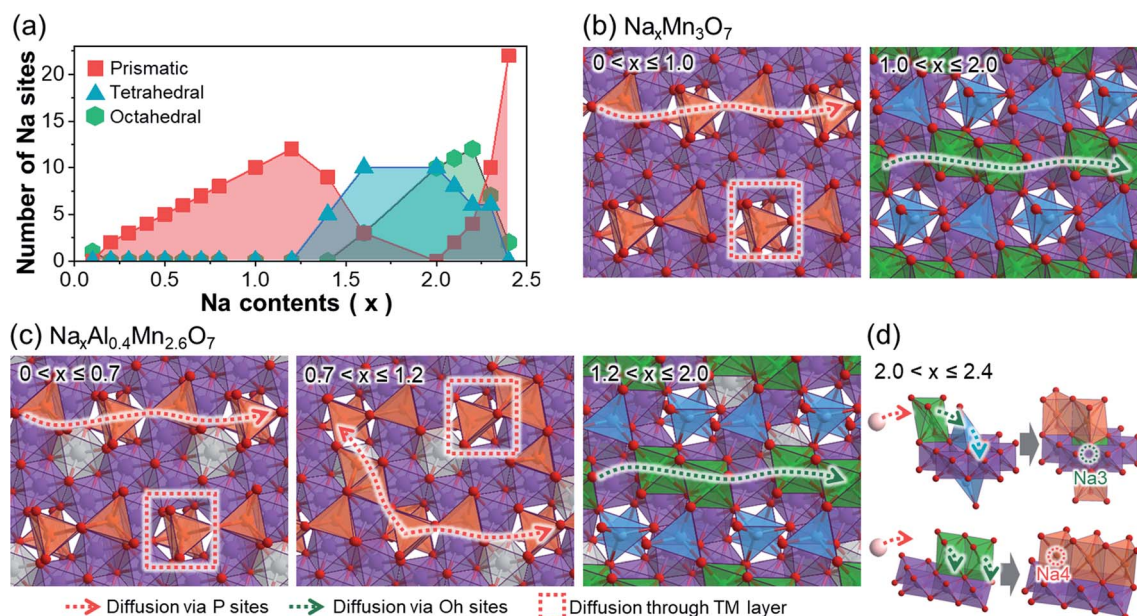 (a)
Number of Na sites
20
15
10
5
0
Prismatic
Tetrahedral
Octahedral
0.0 0.5 1.0 1.5 2.0 2.5
Na contents ( x )
(b) NaxMn3O7
0 < x ≤ 1.0
1.0 < x ≤ 2.0
(c) NaxAl0.4Mn2.6O7
0 < x ≤ 0.7
0.7 < x ≤ 1.2
1.2 < x ≤ 2.0
(d)
2.0 < x ≤ 2.4
Na3
Na4
Diffusion via P sites
Diffusion via Oh sites
Diffusion through TM layer